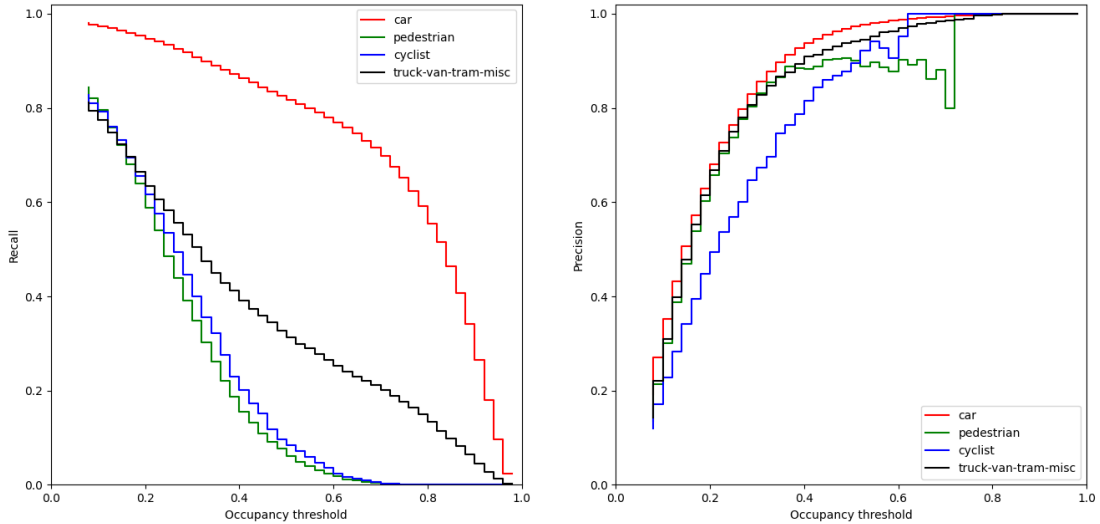 1.0
0.8
0.6
0.4
0.2
0.0
Recall
0.0 0.2 0.4 0.6 0.8 1.0
Occupancy threshold
car
pedestrian
cyclist
truck-van-tram-misc
1.0
0.8
0.6
0.4
0.2
0.0
Precision
0.0 0.2 0.4 0.6 0.8 1.0
Occupancy threshold
car
pedestrian
cyclist
truck-van-tram-misc